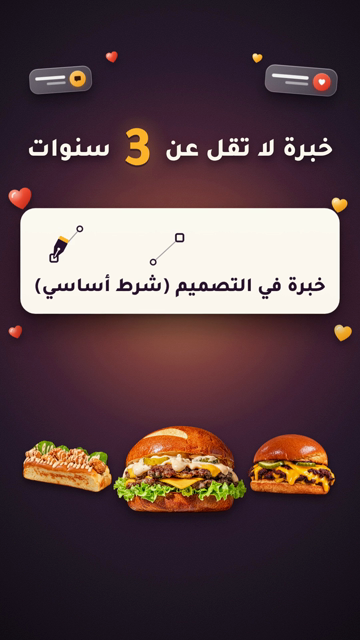 خبرة لا تقل عن 3 سنوات
خبرة في التصميم (شرط أساسي)